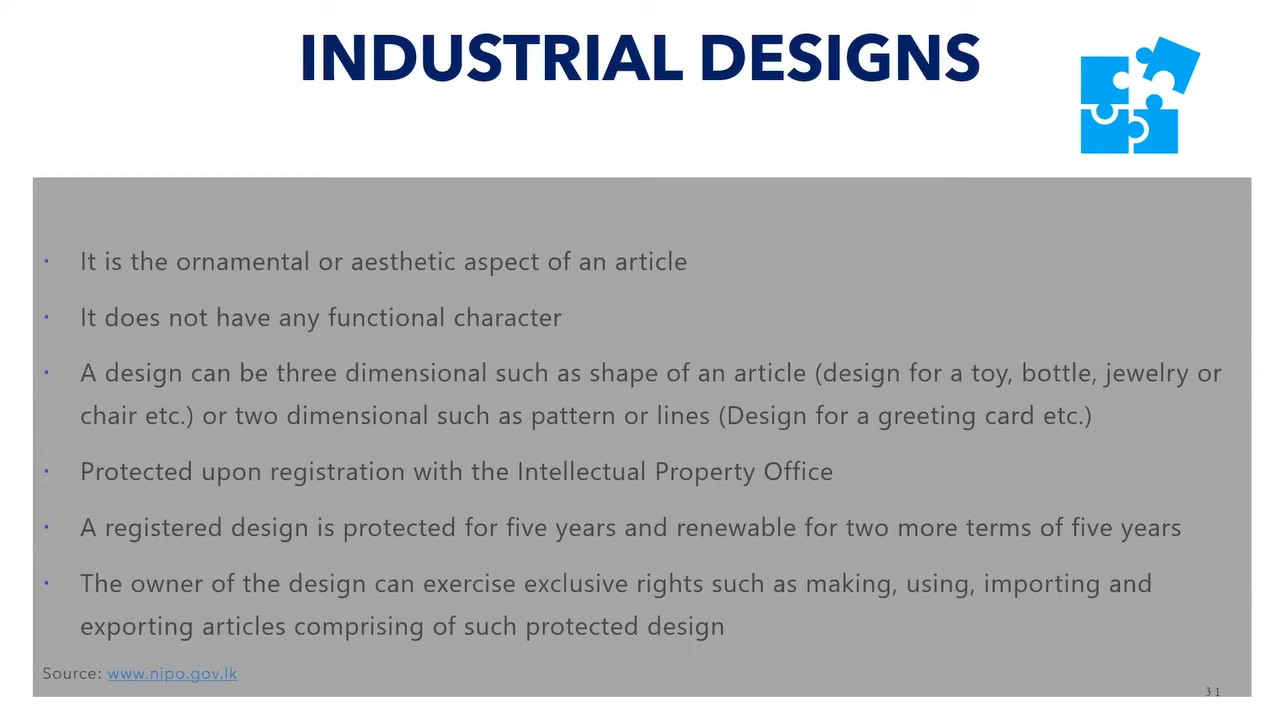 INDUSTRIAL DESIGNS
· It is the ornamental or aesthetic aspect of an article
· It does not have any functional character
· A design can be three dimensional such as shape of an article (design for a toy, bottle, jewelry or
chair etc.) or two dimensional such as pattern or lines (Design for a greeting card etc.)
· Protected upon registration with the Intellectual Property Office
· A registered design is protected for five years and renewable for two more terms of five years
· The owner of the design can exercise exclusive rights such as making, using, importing and
exporting articles comprising of such protected design
Source: www.nipo.gov.lk
31